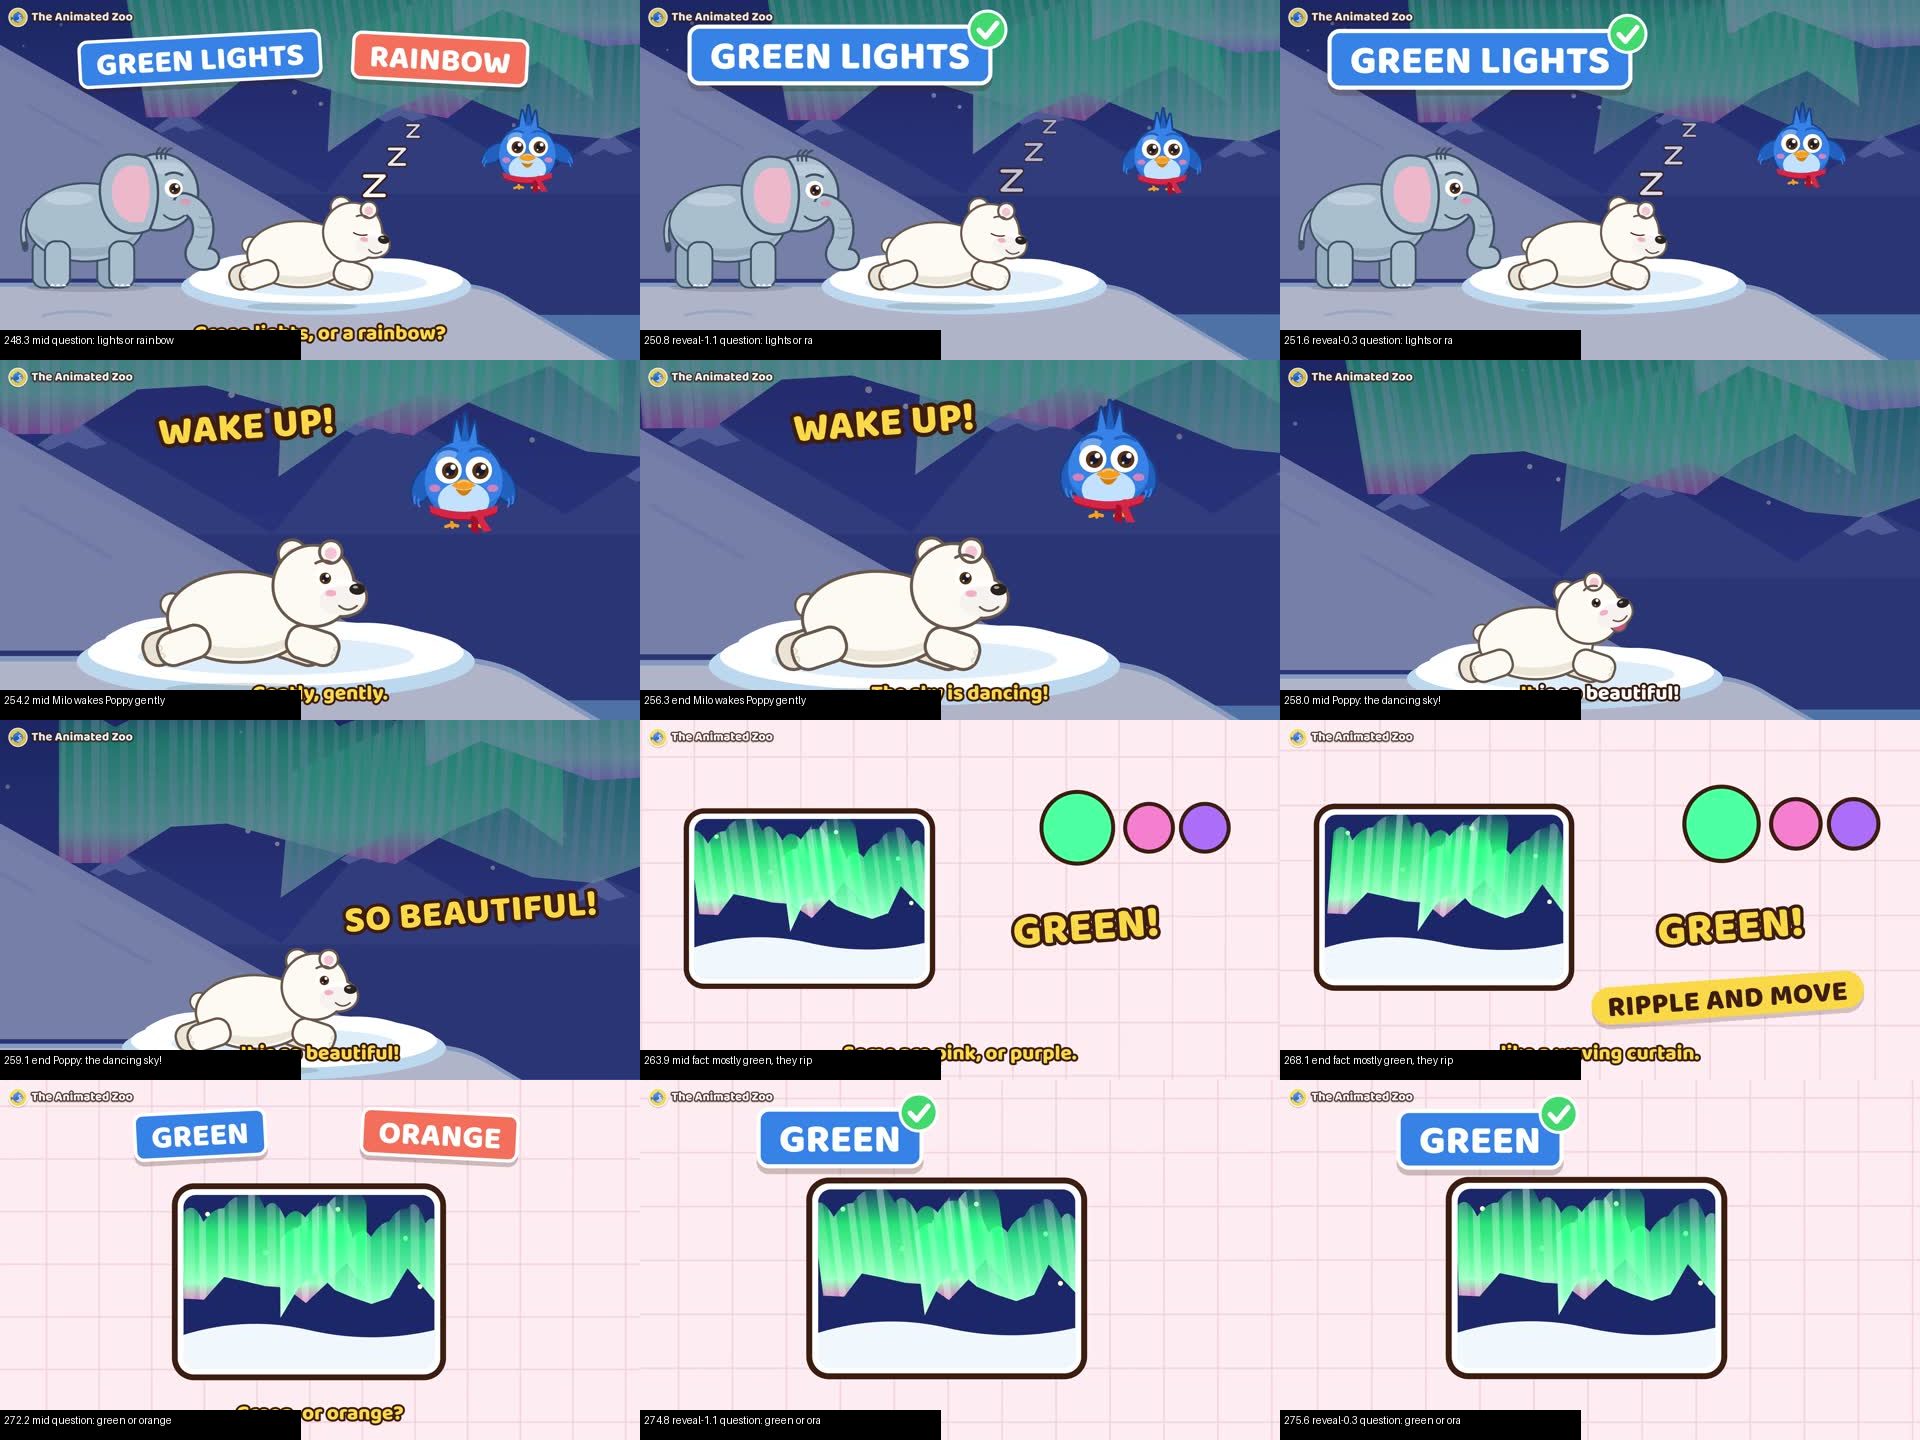 The Animated Zoo
GREEN LIGHTS
RAINBOW
Z
Z
Z
or a rainbow?
248.3 mid question: lights or rainbow
The Animated Zoo
GREEN LIGHTS
Z
Z
Z
250.8 reveal-1.1 question: lights or ra
The Animated Zoo
GREEN LIGHTS
Z
Z
Z
251.6 reveal-0.3 question: lights or ra
The Animated Zoo
WAKE UP!
gently.
254.2 mid Milo wakes Poppy gently
The Animated Zoo
WAKE UP!
is dancing!
256.3 end Milo wakes Poppy gently
The Animated Zoo
beautiful!
258.0 mid Poppy: the dancing sky!
The Animated Zoo
SO BEAUTIFUL!
beautiful!
259.1 end Poppy: the dancing sky!
The Animated Zoo
GREEN!
pink, or purple.
263.9 mid fact: mostly green, they rip
The Animated Zoo
GREEN!
RIPPLE AND MOVE
curtain.
268.1 end fact: mostly green, they rip
The Animated Zoo
GREEN
ORANGE
or orange?
272.2 mid question: green or orange
The Animated Zoo
GREEN
274.8 reveal-1.1 question: green or ora
The Animated Zoo
GREEN
275.6 reveal-0.3 question: green or ora